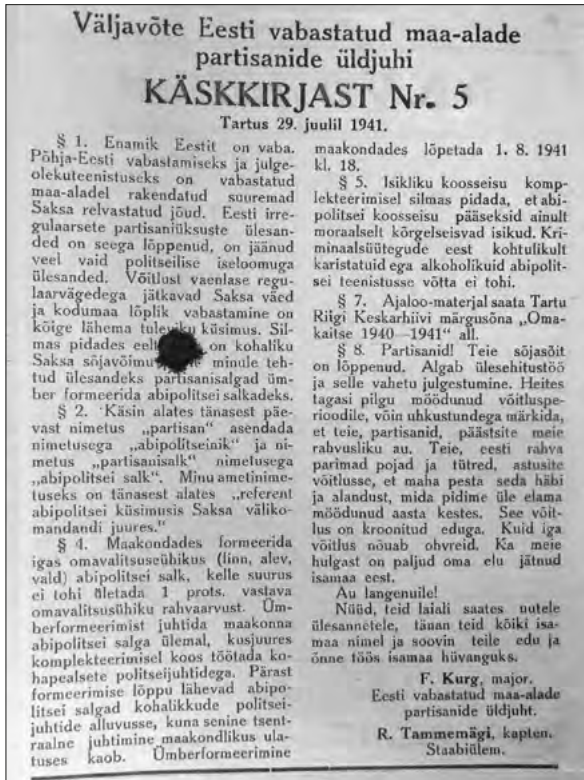 Väljavõte Eesti vabastatud maa-alade
partisanide üldjuhi
KÄSKKIRJAST Nr. 5
Tartus 29. juulil 1941.
§ 1. Enamik Eestit on vaba.
Põhja-Eesti vabastamiseks ja julge-
olekuteenistuseks on vabastatud
maa-aladel rakendatud suuremad
Saksa relvastatud jõud. Eesti irre-
gulaarsete partisaniüksuste ülesan-
ded on seega lõppenud, on jäänud
veel vaid politseilise iseloomuga
ülesanded. Võitlust vaenlase regu-
laarvägedega jätkavad Saksa väed
ja kodumaa lõplik vabastamine on
kõige lähema tuleviku küsimus. Sil-
mas pidades on kohaliku
Saksa minule teh-
tud ülesandeks partisanisalgad üm-
ber formeerida abipolitsei salkadeks.
§ 2. Käsin alates tänasest päe-
vast nimetus „partisan" asendada
nimetusega „abipolitseinik" ja ni-
metus „partisanisalk" nimetusega
„abipolitsei salk". Minu ametinime-
tuseks on tänasest alates „referent
abipolitsei küsimusis Saksa väliko-
mandandi juures."
§ 4. Maakondades formeerida
igas omavalitsuseühikus (linn, alev,
vald) abipolitsei salk, kelle suurus
ei tohi ületada 1 prots. vastava
omavalitsusühiku rahvaarvust. Üm-
berformeerimist juhtida maakonna
abipolitsei salga ülemal, kusjuures
komplekteerimisel koos töötada ko-
hapealsete politseijuhtidega. Pärast
formeerimise lõppu lähevad abipo-
litsei salgad kohalikkude politsei-
juhtide alluvusse, kuna senine tsent-
raalne juhtimine maakondlikus ula-
tuses kaob. Ümberformeerimine
maakondades lõpetada 1. 8. 1941
kl. 18.
§ 5. Isikliku koosseisu komp-
lekteerimisel silmas pidada, et abi-
politsei koosseisu pääseksid ainult
moraalselt kõrgelseisvad isikud. Kri-
minaalsüütegude eest kohtulikult
karistatuid ega alkoholikuid abipolit-
sei teenistusse võtta ei tohi.
§ 7. Ajaloo-materjal saata Tartu
Riigi Keskarhiivi märgusõna „Oma-
kaitse 1940—1941" all.
§ 8. Partisanid! Teie sõjasõit
on lõppenud. Algab ülesehitustöö
ja selle vahetu julgestumine. Heites
tagasi pilgu möödunud võitluspe-
rioodile, võin uhkustundega märkida,
et teie, partisanid, päästsite meie
rahvusliku au. Teie, eesti rahva
parimad pojad ja tütred, astusite
võitlusse, et maha pesta seda häbi
ja alandust, mida pidime üle elama
möödunud aasta kestes. See võit-
lus on kroonitud eduga. Kuid iga
võitlus nõuab ohvreid. Ka meie
hulgast on paljud oma elu jätnud
isamaa eest.
Au langenuile!
Nüüd, teid laiali saates uutele
ülesannetele, tänan teid kõiki isa-
maa nimel ja soovin teile edu ja
õnne töös isamaa hüvanguks.
F. Kurg, major.
Eesti vabastatud maa-alade
partisanide üldjuht.
R. Tammemägi, kapten.
Staabiülem.